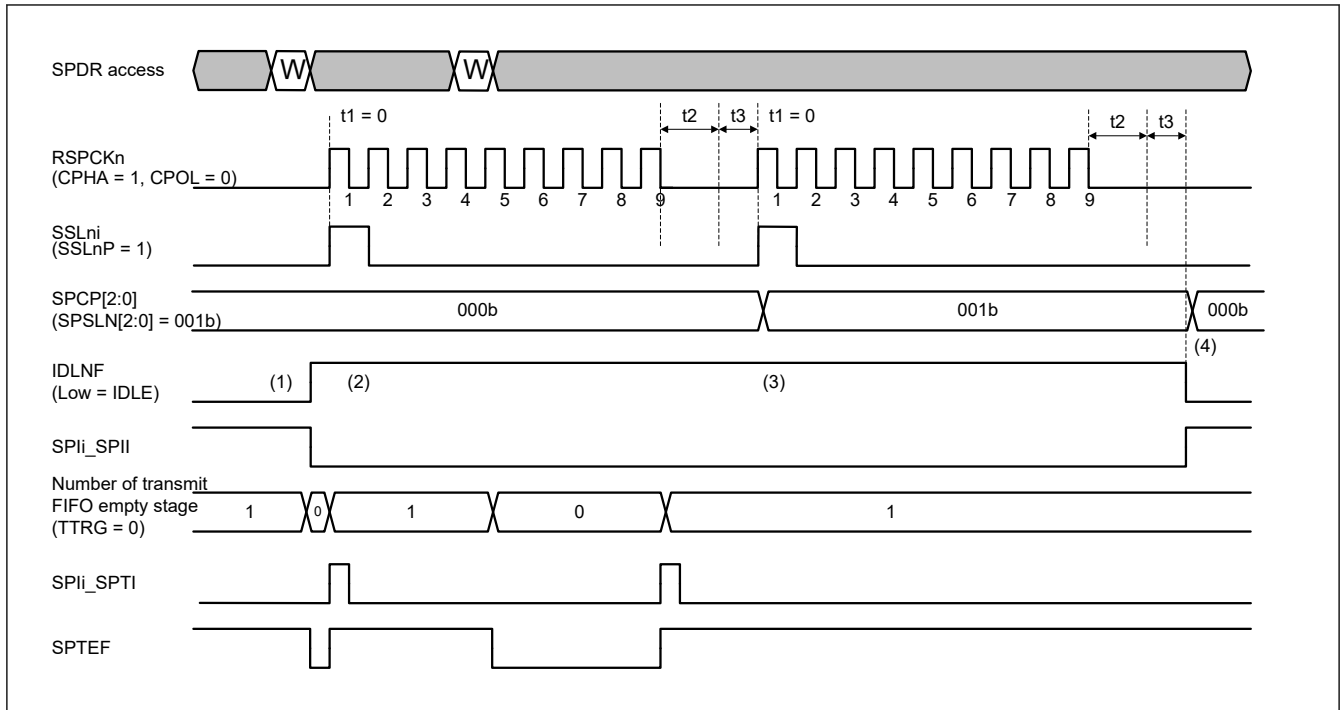 SPDR access
W
W
t1 = 0
t2
t3
t1 = 0
t2
t3
RSPCKn
(CPHA = 1, CPOL = 0)
1 2 3 4 5 6 7 8 9
1 2 3 4 5 6 7 8 9
SSLni
(SSLnP = 1)
SPCP[2:0]
(SPSLN[2:0] = 001b)
000b
001b
000b
(4)
IDLNF
(Low = IDLE)
(1)
(2)
(3)
SPIi_SPII
Number of transmit
FIFO empty stage
(TTRG = 0)
1
0
1
0
1
SPIi_SPTI
SPTEF